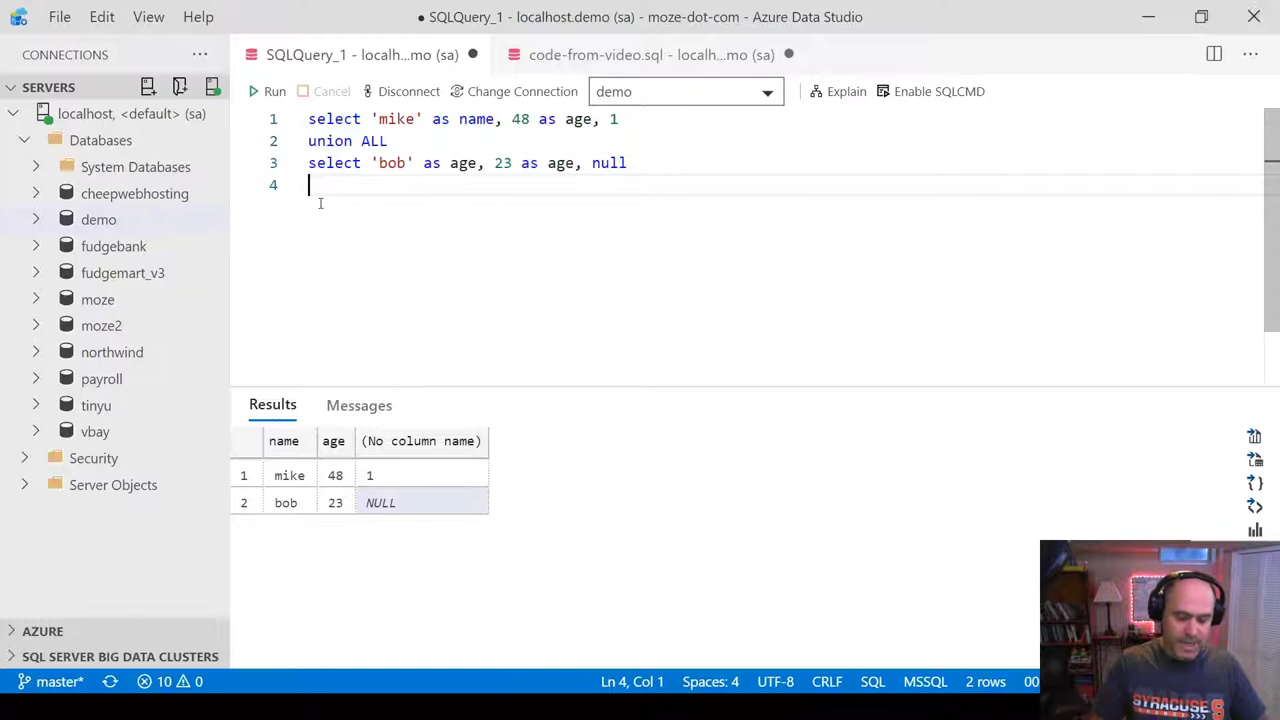 File Edit View Help
● SQLQuery_1 - localhost.demo (sa) - moze-dot-com - Azure Data Studio
CONNECTIONS
SQLQuery_1 - localh...mo (sa)
code-from-video.sql - localh...mo (sa)
SERVERS
Run Cancel Disconnect Change Connection demo Explain Enable SQLCMD
localhost, <default> (sa)
Databases
System Databases
cheepwebhosting
demo
fudgebank
fudgemart_v3
moze
moze2
northwind
payroll
tinyu
vbay
Security
Server Objects
1 select 'mike' as name, 48 as age, 1
2 union ALL
3 select 'bob' as age, 23 as age, null
4
Results Messages
name age (No column name)
1 mike 48 1
2 bob 23 NULL
AZURE
SQL SERVER BIG DATA CLUSTERS
master* 10 0 Ln 4, Col 1 Spaces: 4 UTF-8 CRLF SQL MSSQL 2 rows 00
SYRACUSE